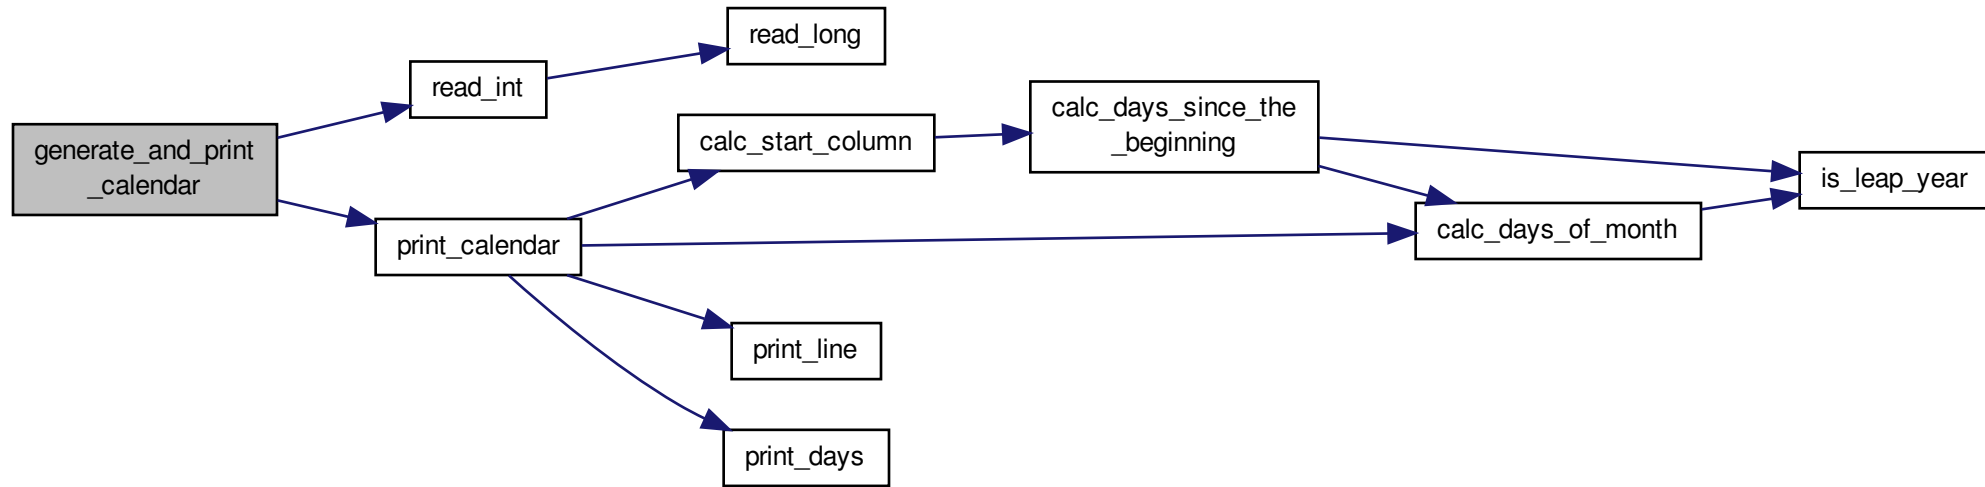 generate_and_print
_calendar
read_int
read_long
print_calendar
calc_start_column
calc_days_since_the
_beginning
is_leap_year
calc_days_of_month
print_line
print_days